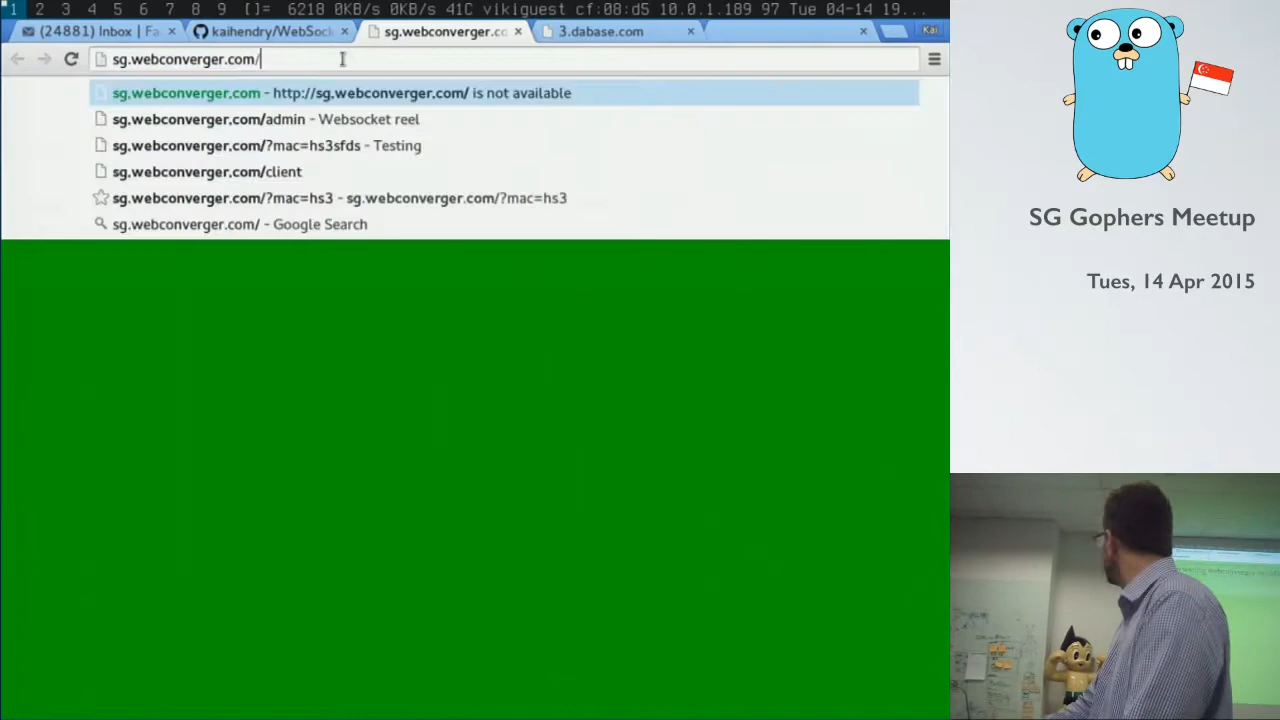 1 2 3 4 5 6 7 8 9 []= 6218 0KB/s 0KB/s 41C vikiguest cf:08:d5 10.0.1.189 97 Tue 04-14 19...
(24881) Inbox | Fa
kaihendry/WebSock
sg.webconverger.co
3.dabase.com
Kai
sg.webconverger.com/
sg.webconverger.com - http://sg.webconverger.com/ is not available
sg.webconverger.com/admin - Websocket reel
sg.webconverger.com/?mac=hs3sfds - Testing
sg.webconverger.com/client
sg.webconverger.com/?mac=hs3 - sg.webconverger.com/?mac=hs3
sg.webconverger.com/ - Google Search
SG Gophers Meetup
Tues, 14 Apr 2015